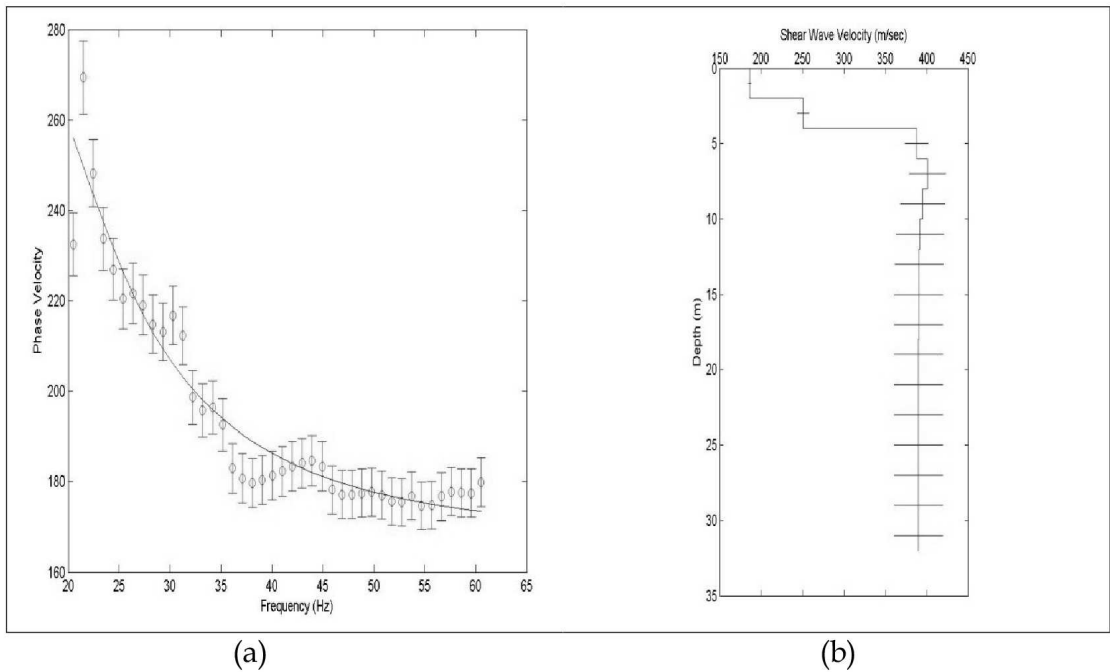 280
260
240
220
200
180
160
Phase Velocity
20 25 30 35 40 45 50 55 60 65
Frequency (Hz)
(a)
Shear Wave Velocity (m/sec)
150 200 250 300 350 400 450
0
5
10
15
20
25
30
35
Depth (m)
(b)